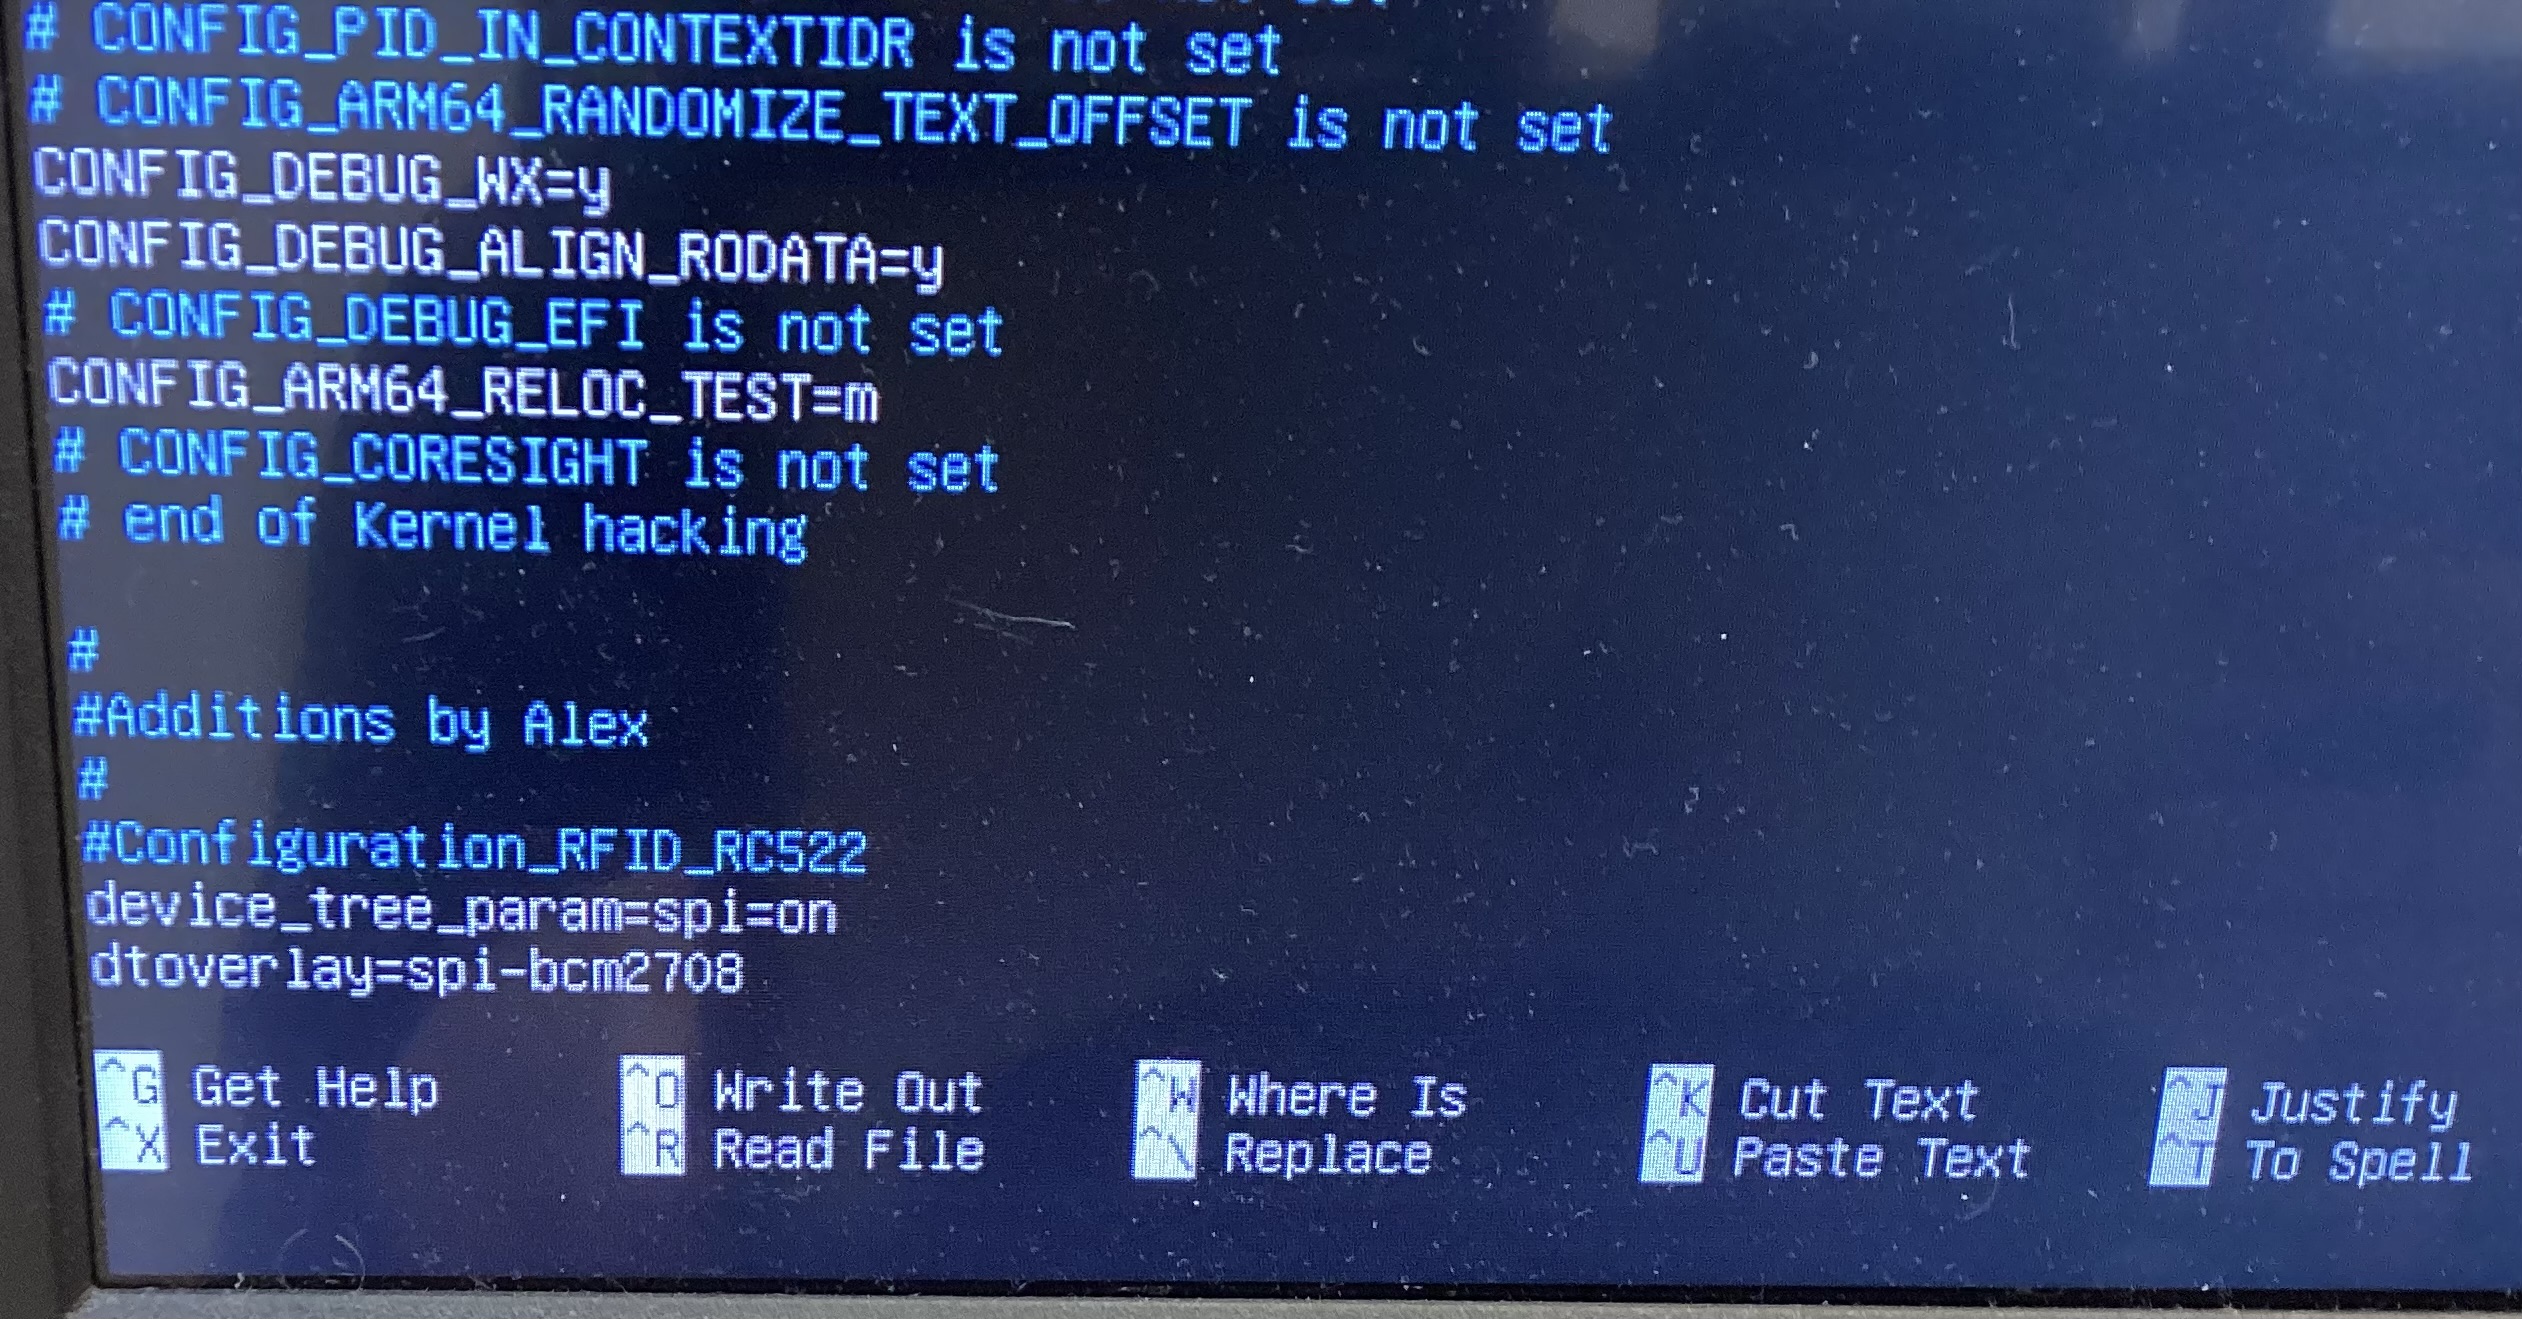 # CONFIG_PID_IN_CONTEXTIDR is not set
# CONFIG_ARM64_RANDOMIZE_TEXT_OFFSET is not set
CONFIG_DEBUG_WX=y
CONFIG_DEBUG_ALIGN_RODATA=y
# CONFIG_DEBUG_EFI is not set
CONFIG_ARM64_RELOC_TEST=m
# CONFIG_CORESIGHT is not set
# end of Kernel hacking
#
#Additions by Alex
#
#Configuration_RFID_RC522
device_tree_param=spi=on
dtoverlay=spi-bcm2708
^G Get Help ^O Write Out ^W Where Is ^K Cut Text ^J Justify
^X Exit ^R Read File ^\ Replace ^U Paste Text ^T To Spell